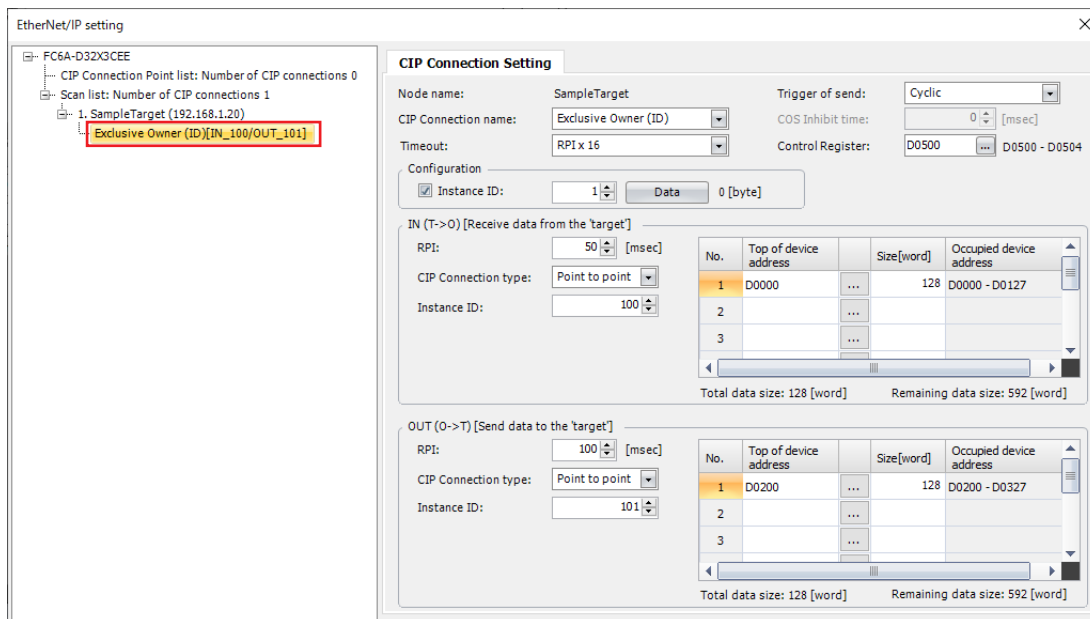 EtherNet/IP setting
FC6A-D32X3CEE
CIP Connection Point list: Number of CIP connections 0
Scan list: Number of CIP connections 1
1. SampleTarget (192.168.1.20)
Exclusive Owner (ID)[IN_100/OUT_101]
CIP Connection Setting
Node name: SampleTarget Trigger of send: Cyclic
CIP Connection name: Exclusive Owner (ID) COS Inhibit time: 0 [msec]
Timeout: RPI x 16 Control Register: D0500 ... D0500 - D0504
Configuration
Instance ID: 1 Data 0 [byte]
IN (T->O) [Receive data from the 'target']
RPI: 50 [msec]
CIP Connection type: Point to point
Instance ID: 100
No. Top of device address Size[word] Occupied device address
1 D0000 ... 128 D0000 - D0127
2 ...
3 ...
Total data size: 128 [word] Remaining data size: 592 [word]
OUT (O->T) [Send data to the 'target']
RPI: 100 [msec]
CIP Connection type: Point to point
Instance ID: 101
No. Top of device address Size[word] Occupied device address
1 D0200 ... 128 D0200 - D0327
2 ...
3 ...
Total data size: 128 [word] Remaining data size: 592 [word]